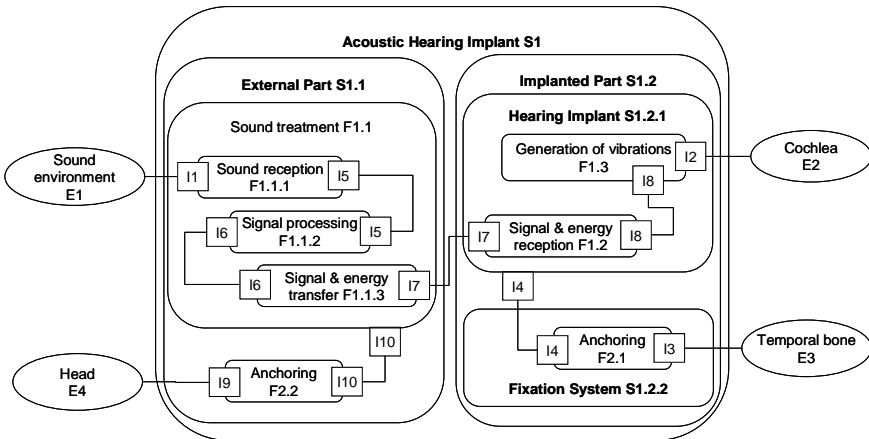 Acoustic Hearing Implant S1
External Part S1.1
Sound treatment F1.1
Sound
environment
E1
I1
Sound reception
F1.1.1
I5
I6
Signal processing
F1.1.2
I5
I6
Signal & energy
transfer F1.1.3
I7
I10
Head
E4
I9
Anchoring
F2.2
I10
Implanted Part S1.2
Hearing Implant S1.2.1
Generation of vibrations
F1.3
I2
I8
Cochlea
E2
I7
Signal & energy
reception F1.2
I8
I4
I4
Anchoring
F2.1
I3
Temporal bone
E3
Fixation System S1.2.2